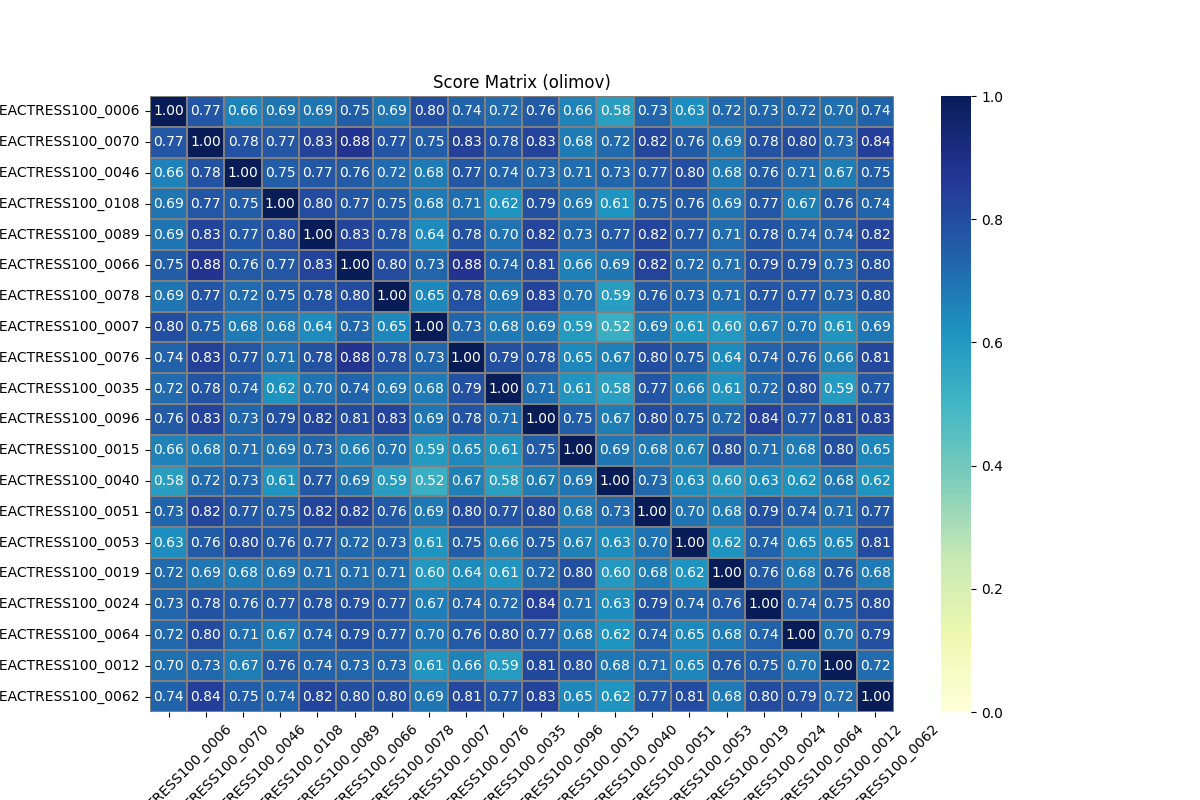 Score Matrix (olimov)
EACTRESS100_0006 1.00 0.77 0.66 0.69 0.69 0.75 0.69 0.80 0.74 0.72 0.76 0.66 0.58 0.73 0.63 0.72 0.73 0.72 0.70 0.74
EACTRESS100_0070 0.77 1.00 0.78 0.77 0.83 0.88 0.77 0.75 0.83 0.78 0.83 0.68 0.72 0.82 0.76 0.69 0.78 0.80 0.73 0.84
EACTRESS100_0046 0.66 0.78 1.00 0.75 0.77 0.76 0.72 0.68 0.77 0.74 0.73 0.71 0.73 0.77 0.80 0.68 0.76 0.71 0.67 0.75
EACTRESS100_0108 0.69 0.77 0.75 1.00 0.80 0.77 0.75 0.68 0.71 0.62 0.79 0.69 0.61 0.75 0.76 0.69 0.77 0.67 0.76 0.74
EACTRESS100_0089 0.69 0.83 0.77 0.80 1.00 0.83 0.78 0.64 0.78 0.70 0.82 0.73 0.77 0.82 0.77 0.71 0.78 0.74 0.74 0.82
EACTRESS100_0066 0.75 0.88 0.76 0.77 0.83 1.00 0.80 0.73 0.88 0.74 0.81 0.66 0.69 0.82 0.72 0.71 0.79 0.79 0.73 0.80
EACTRESS100_0078 0.69 0.77 0.72 0.75 0.78 0.80 1.00 0.65 0.78 0.69 0.83 0.70 0.59 0.76 0.73 0.71 0.77 0.77 0.73 0.80
EACTRESS100_0007 0.80 0.75 0.68 0.68 0.64 0.73 0.65 1.00 0.73 0.68 0.69 0.59 0.52 0.69 0.61 0.60 0.67 0.70 0.61 0.69
EACTRESS100_0076 0.74 0.83 0.77 0.71 0.78 0.88 0.78 0.73 1.00 0.79 0.78 0.65 0.67 0.80 0.75 0.64 0.74 0.76 0.66 0.81
EACTRESS100_0035 0.72 0.78 0.74 0.62 0.70 0.74 0.69 0.68 0.79 1.00 0.71 0.61 0.58 0.77 0.66 0.61 0.72 0.80 0.59 0.77
EACTRESS100_0096 0.76 0.83 0.73 0.79 0.82 0.81 0.83 0.69 0.78 0.71 1.00 0.75 0.67 0.80 0.75 0.72 0.84 0.77 0.81 0.83
EACTRESS100_0015 0.66 0.68 0.71 0.69 0.73 0.66 0.70 0.59 0.65 0.61 0.75 1.00 0.69 0.68 0.67 0.80 0.71 0.68 0.80 0.65
EACTRESS100_0040 0.58 0.72 0.73 0.61 0.77 0.69 0.59 0.52 0.67 0.58 0.67 0.69 1.00 0.73 0.63 0.60 0.63 0.62 0.68 0.62
EACTRESS100_0051 0.73 0.82 0.77 0.75 0.82 0.82 0.76 0.69 0.80 0.77 0.80 0.68 0.73 1.00 0.70 0.68 0.79 0.74 0.71 0.77
EACTRESS100_0053 0.63 0.76 0.80 0.76 0.77 0.72 0.73 0.61 0.75 0.66 0.75 0.67 0.63 0.70 1.00 0.62 0.74 0.65 0.65 0.81
EACTRESS100_0019 0.72 0.69 0.68 0.69 0.71 0.71 0.71 0.60 0.64 0.61 0.72 0.80 0.60 0.68 0.62 1.00 0.76 0.68 0.76 0.68
EACTRESS100_0024 0.73 0.78 0.76 0.77 0.78 0.79 0.77 0.67 0.74 0.72 0.84 0.71 0.63 0.79 0.74 0.76 1.00 0.74 0.75 0.80
EACTRESS100_0064 0.72 0.80 0.71 0.67 0.74 0.79 0.77 0.70 0.76 0.80 0.77 0.68 0.62 0.74 0.65 0.68 0.74 1.00 0.70 0.79
EACTRESS100_0012 0.70 0.73 0.67 0.76 0.74 0.73 0.73 0.61 0.66 0.59 0.81 0.80 0.68 0.71 0.65 0.76 0.75 0.70 1.00 0.72
EACTRESS100_0062 0.74 0.84 0.75 0.74 0.82 0.80 0.80 0.69 0.81 0.77 0.83 0.65 0.62 0.77 0.81 0.68 0.80 0.79 0.72 1.00
TRESS100_0006
TRESS100_0070
TRESS100_0046
TRESS100_0108
TRESS100_0089
TRESS100_0066
TRESS100_0078
TRESS100_0007
TRESS100_0076
TRESS100_0035
TRESS100_0096
TRESS100_0015
TRESS100_0040
TRESS100_0051
TRESS100_0053
TRESS100_0019
TRESS100_0024
TRESS100_0064
TRESS100_0012
TRESS100_0062
1.0
0.8
0.6
0.4
0.2
0.0